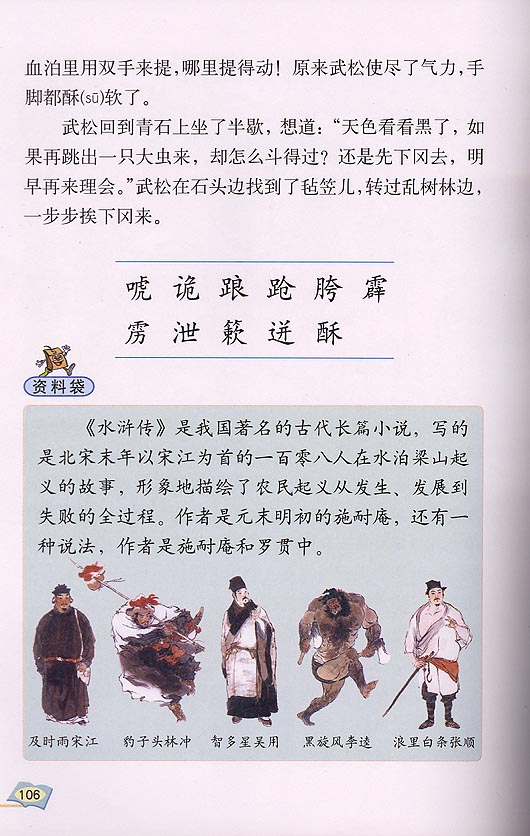 血泊里用双手来提，哪里提得动！原来武松使尽了气力，手
脚都酥(sū)软了。
武松回到青石上坐了半歇，想道：“天色看看黑了，如
果再跳出一只大虫来，却怎么斗得过？还是先下冈去，明
早再来理会。”武松在石头边找到了毡笠儿，转过乱树林边，
一步步挨下冈来。
唬 诡 踉 跄 胯 霹
雳 泄 簌 迸 酥
资料袋
《水浒传》是我国著名的古代长篇小说，写的
是北宋末年以宋江为首的一百零八人在水泊梁山起
义的故事，形象地描绘了农民起义从发生、发展到
失败的全过程。作者是元末明初的施耐庵，还有一
种说法，作者是施耐庵和罗贯中。
及时雨宋江 豹子头林冲 智多星吴用 黑旋风李逵 浪里白条张顺
106